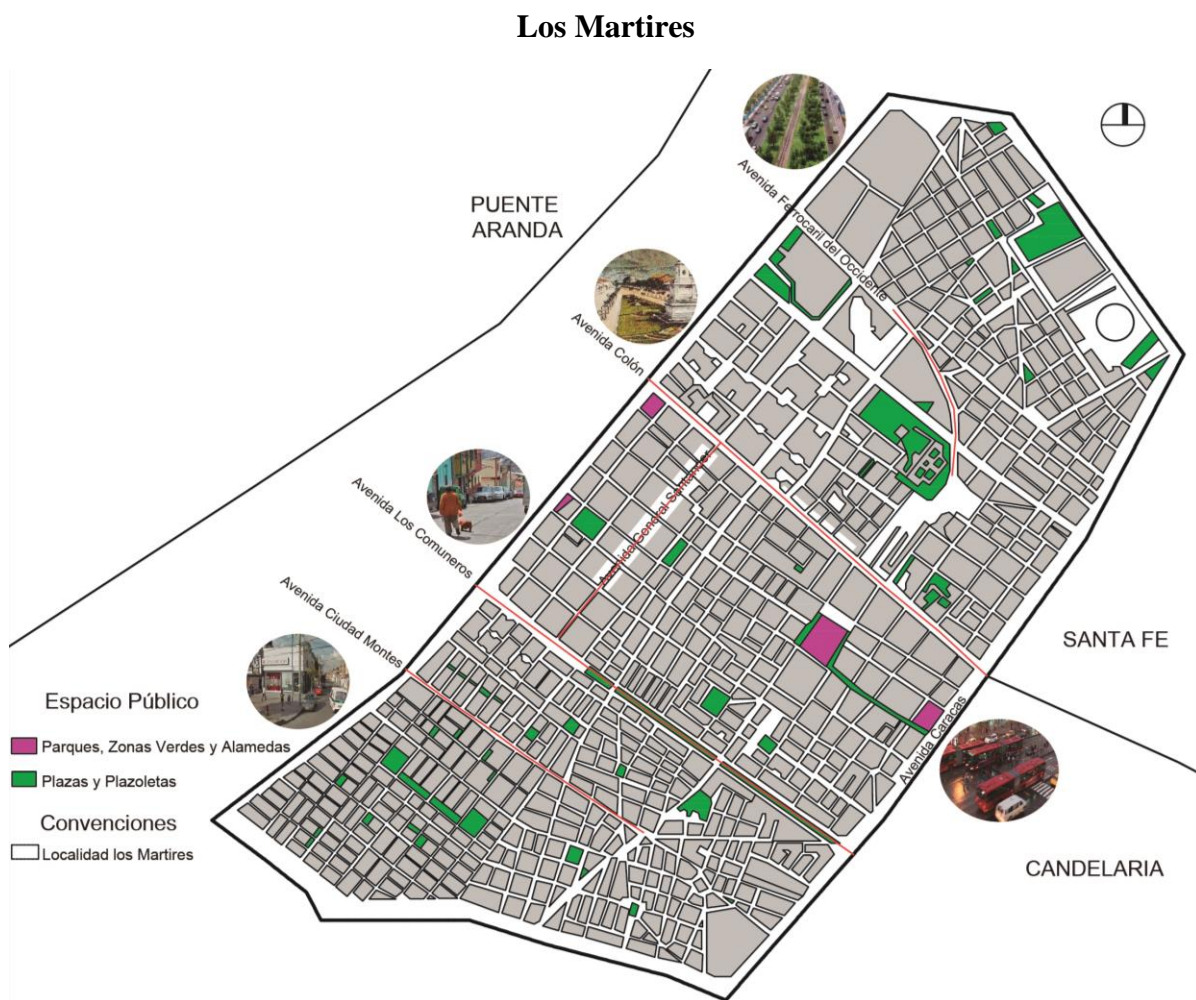 Los Martires
PUENTE
ARANDA
Avenida Ferrocaril del Occidente
Avenida Colón
Avenida General Santander
Avenida Los Comuneros
Avenida Ciudad Montes
SANTA FE
Avenida Caracas
CANDELARIA
Espacio Público
Parques, Zonas Verdes y Alamedas
Plazas y Plazoletas
Convenciones
Localidad los Martires